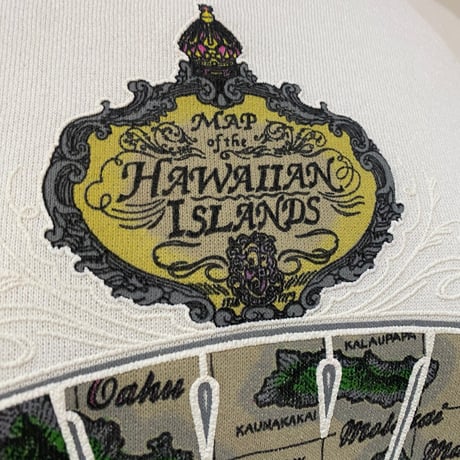 MAP
of the
HAWAIIAN
ISLANDS
KALAUPAPA
Oahu
KAUNAKAKAI